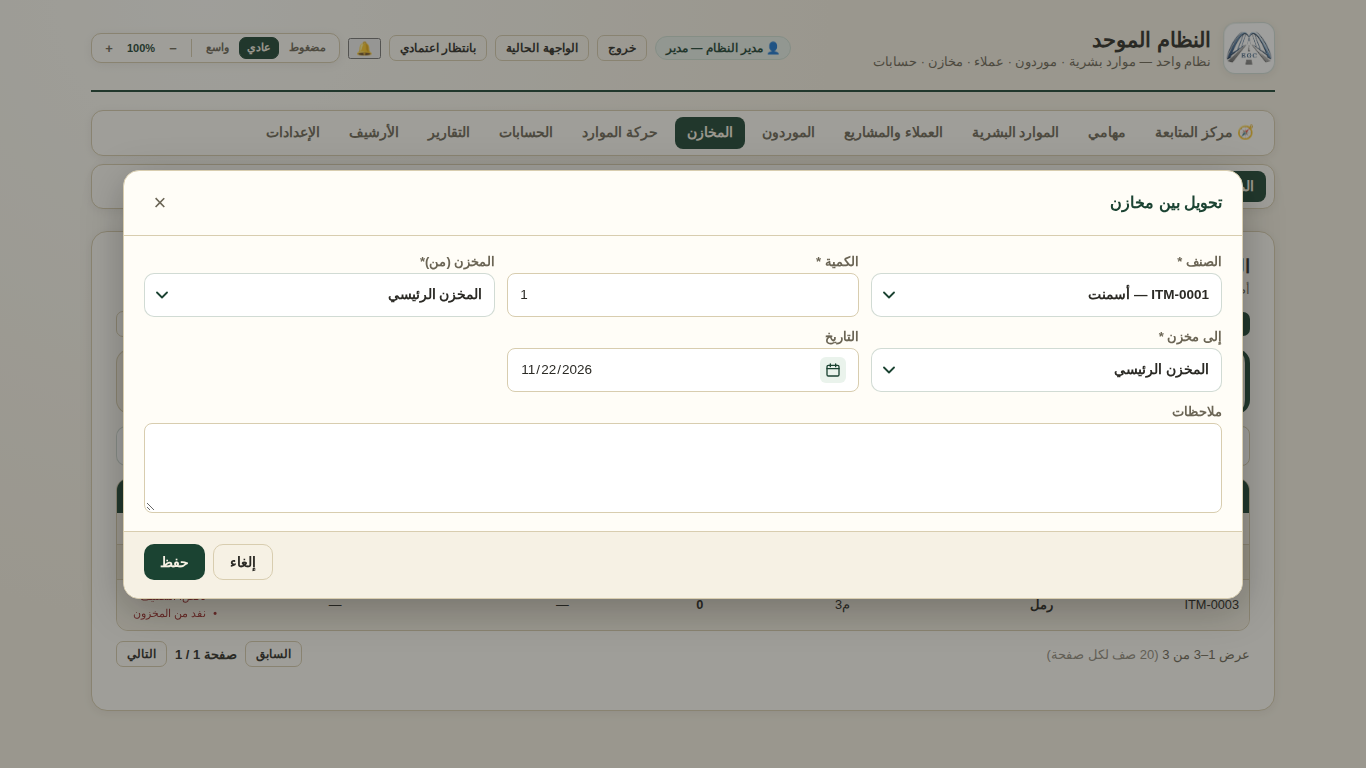 النظام الموحد
نظام واحد — موارد بشرية · موردون · عملاء · مخازن · حسابات
BOC
👤 مدير النظام — مدير
خروج
الواجهة الحالية
بانتظار اعتمادي
🔔
مضغوط
عادي
واسع
− 100% +
🧭 مركز المتابعة
مهامي
الموارد البشرية
العملاء والمشاريع
الموردون
المخازن
حركة الموارد
الحسابات
التقارير
الأرشيف
الإعدادات
تحويل بين مخازن
×
الصنف *
الكمية *
المخزن (من)*
ITM-0001 — أسمنت
1
المخزن الرئيسي
إلى مخزن *
التاريخ
المخزن الرئيسي
11/22/2026
ملاحظات
إلغاء
حفظ
ITM-0003
رمل
م3
0
—
—
• نفد من المخزون
عرض 1–3 من 3 (20 صف لكل صفحة)
السابق
صفحة 1 / 1
التالي